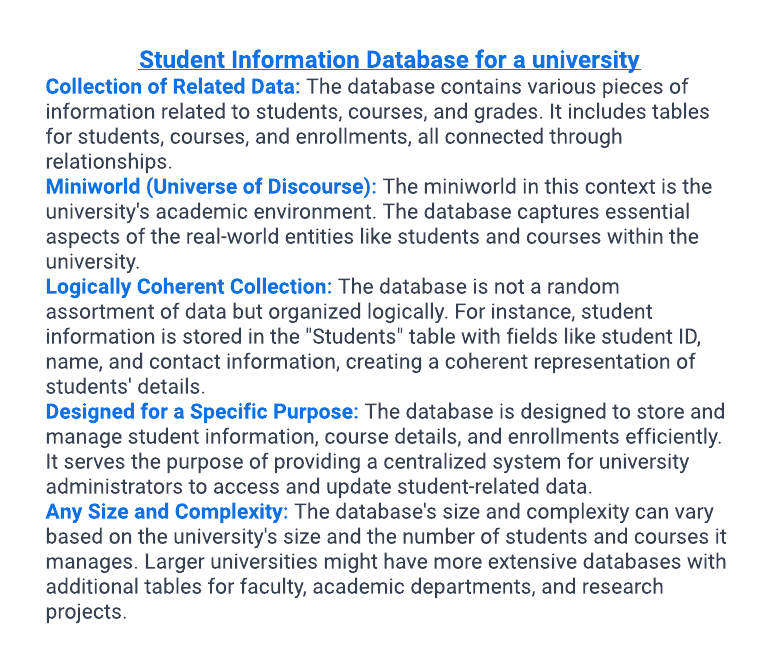 Student Information Database for a university
Collection of Related Data: The database contains various pieces of
information related to students, courses, and grades. It includes tables
for students, courses, and enrollments, all connected through
relationships.
Miniworld (Universe of Discourse): The miniworld in this context is the
university's academic environment. The database captures essential
aspects of the real-world entities like students and courses within the
university.
Logically Coherent Collection: The database is not a random
assortment of data but organized logically. For instance, student
information is stored in the "Students" table with fields like student ID,
name, and contact information, creating a coherent representation of
students' details.
Designed for a Specific Purpose: The database is designed to store and
manage student information, course details, and enrollments efficiently.
It serves the purpose of providing a centralized system for university
administrators to access and update student-related data.
Any Size and Complexity: The database's size and complexity can vary
based on the university's size and the number of students and courses it
manages. Larger universities might have more extensive databases with
additional tables for faculty, academic departments, and research
projects.